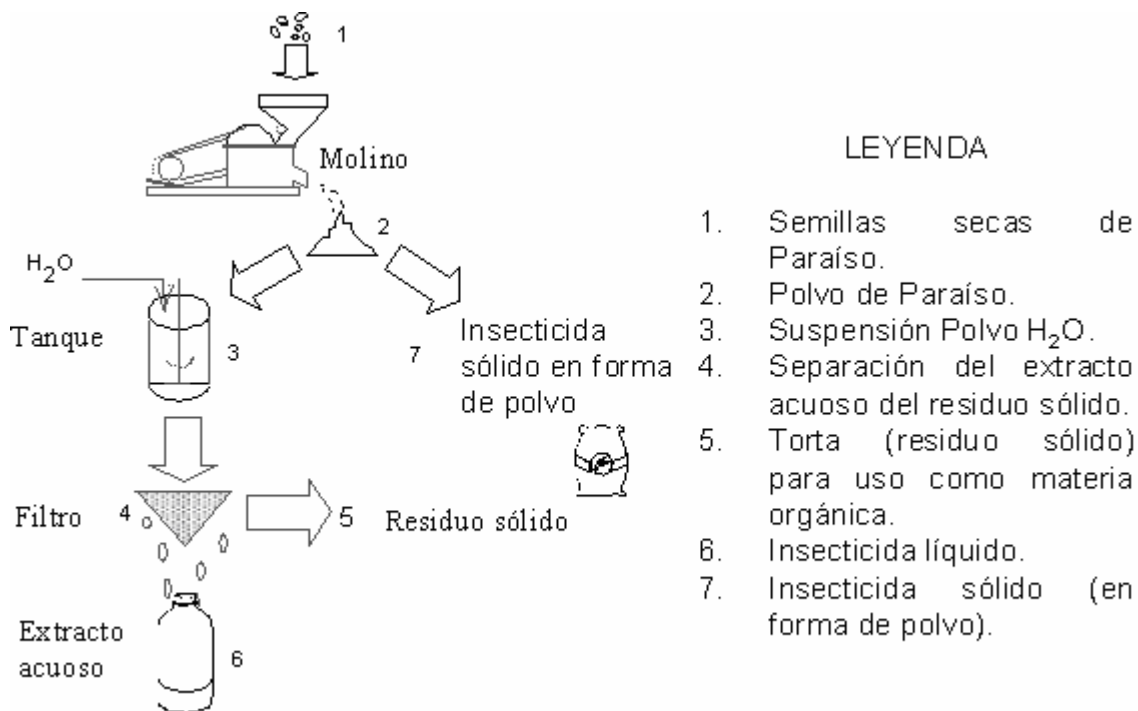 1
Molino
2
H₂O
Tanque
3
7
Insecticida
sólido en forma
de polvo
Filtro
4
5
Residuo sólido
Extracto
acuoso
6
LEYENDA
1. Semillas secas de
Paraíso.
2. Polvo de Paraíso.
3. Suspensión Polvo H₂O.
4. Separación del extracto
acuoso del residuo sólido.
5. Torta (residuo sólido)
para uso como materia
orgánica.
6. Insecticida líquido.
7. Insecticida sólido (en
forma de polvo).